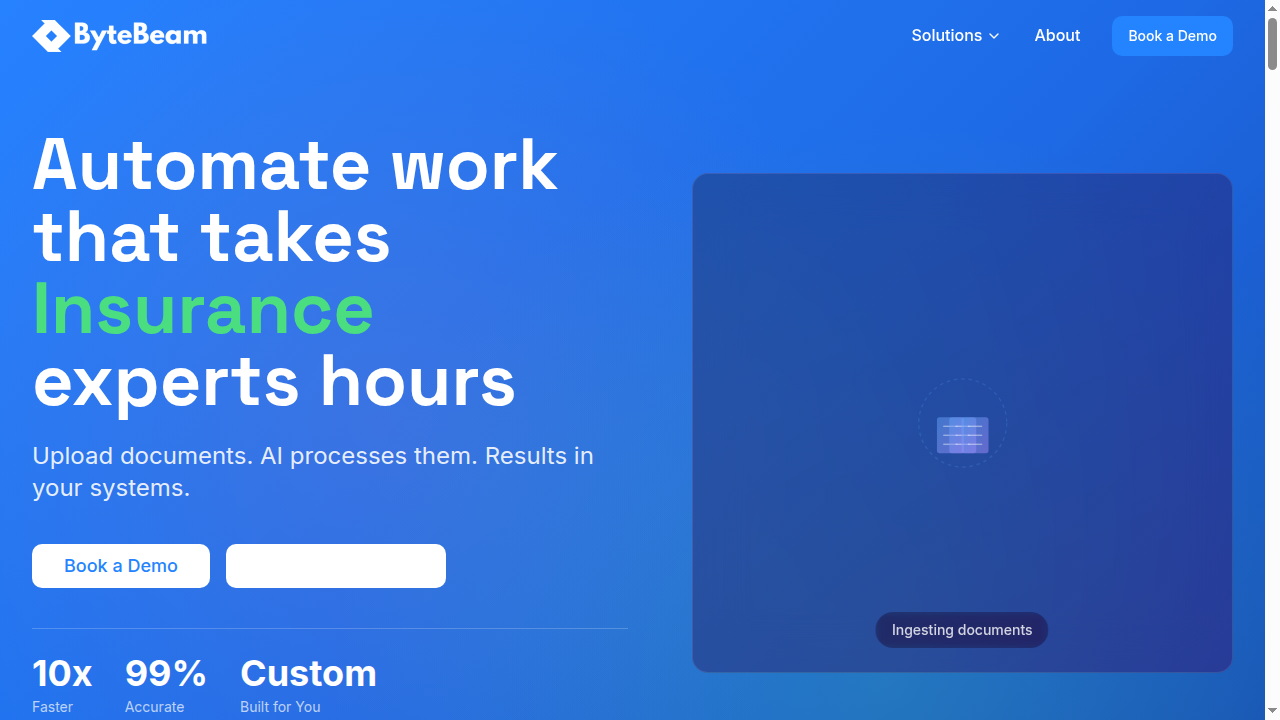 ByteBeam
Solutions
About
Book a Demo
Automate work
that takes
Insurance
experts hours
Upload documents. AI processes them. Results in
your systems.
Book a Demo
10x
Faster
99%
Accurate
Custom
Built for You
Ingesting documents